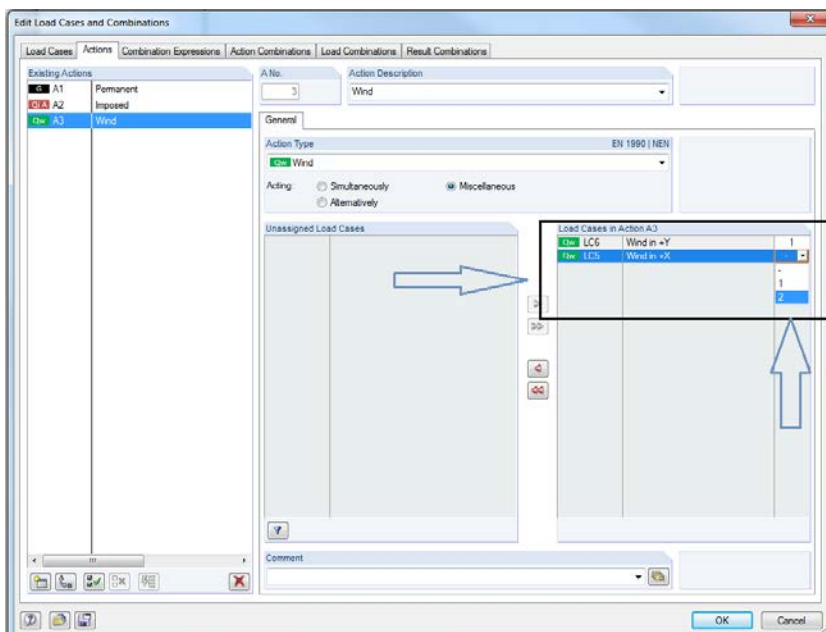 Edit Load Cases and Combinations
Load Cases Actions Combination Expressions Action Combinations Load Combinations Result Combinations
Existing Actions
G A1 Permanent
Qi A A2 Imposed
Qw A3 Wind
A No.
3
Action Description
Wind
General
Action Type EN 1990 | NEN
Qw Wind
Acting: Simultaneously Miscellaneous
Alternatively
Unassigned Load Cases
Load Cases in Action A3
Qw LC6 Wind in +Y 1
Qw LC5 Wind in +X -
-
1
2
Comment
OK Cancel